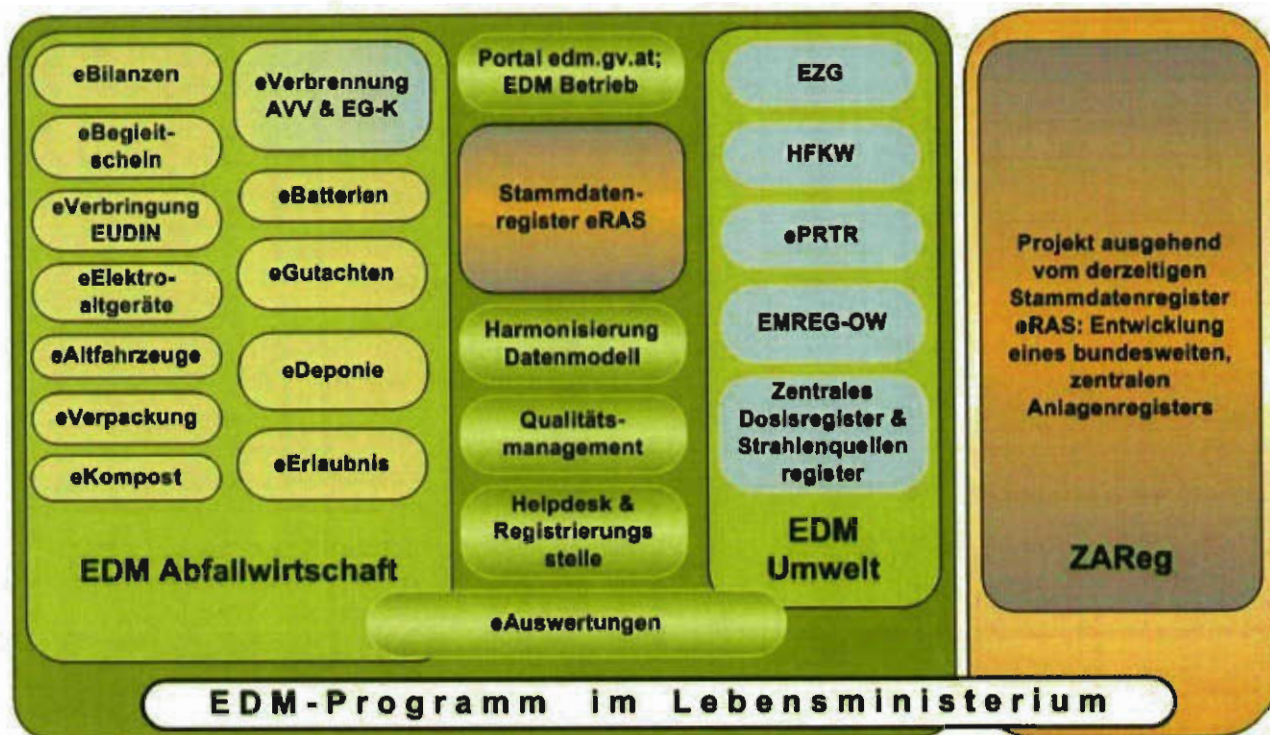 eBilanzen
eBegleit-
schein
eVerbringung
EUDIN
eElektro-
altgeräte
eAltfahrzeuge
eVerpackung
eKompost
eVerbrennung
AVV & EG-K
eBatterien
eGutachten
eDeponie
eErlaubnis
EDM Abfallwirtschaft
Portal edm.gv.at;
EDM Betrieb
Stammdaten-
register eRAS
Harmonisierung
Datenmodell
Qualitäts-
management
Helpdesk &
Registrierungs
stelle
eAuswertungen
EZG
HFKW
ePRTR
EMREG-OW
Zentrales
Dosisregister &
Strahlenquellen
register
EDM
Umwelt
Projekt ausgehend
vom derzeitigen
Stammdatenregister
eRAS: Entwicklung
eines bundesweiten,
zentralen
Anlagenregisters
ZAReg
EDM-Programm im Lebensministerium